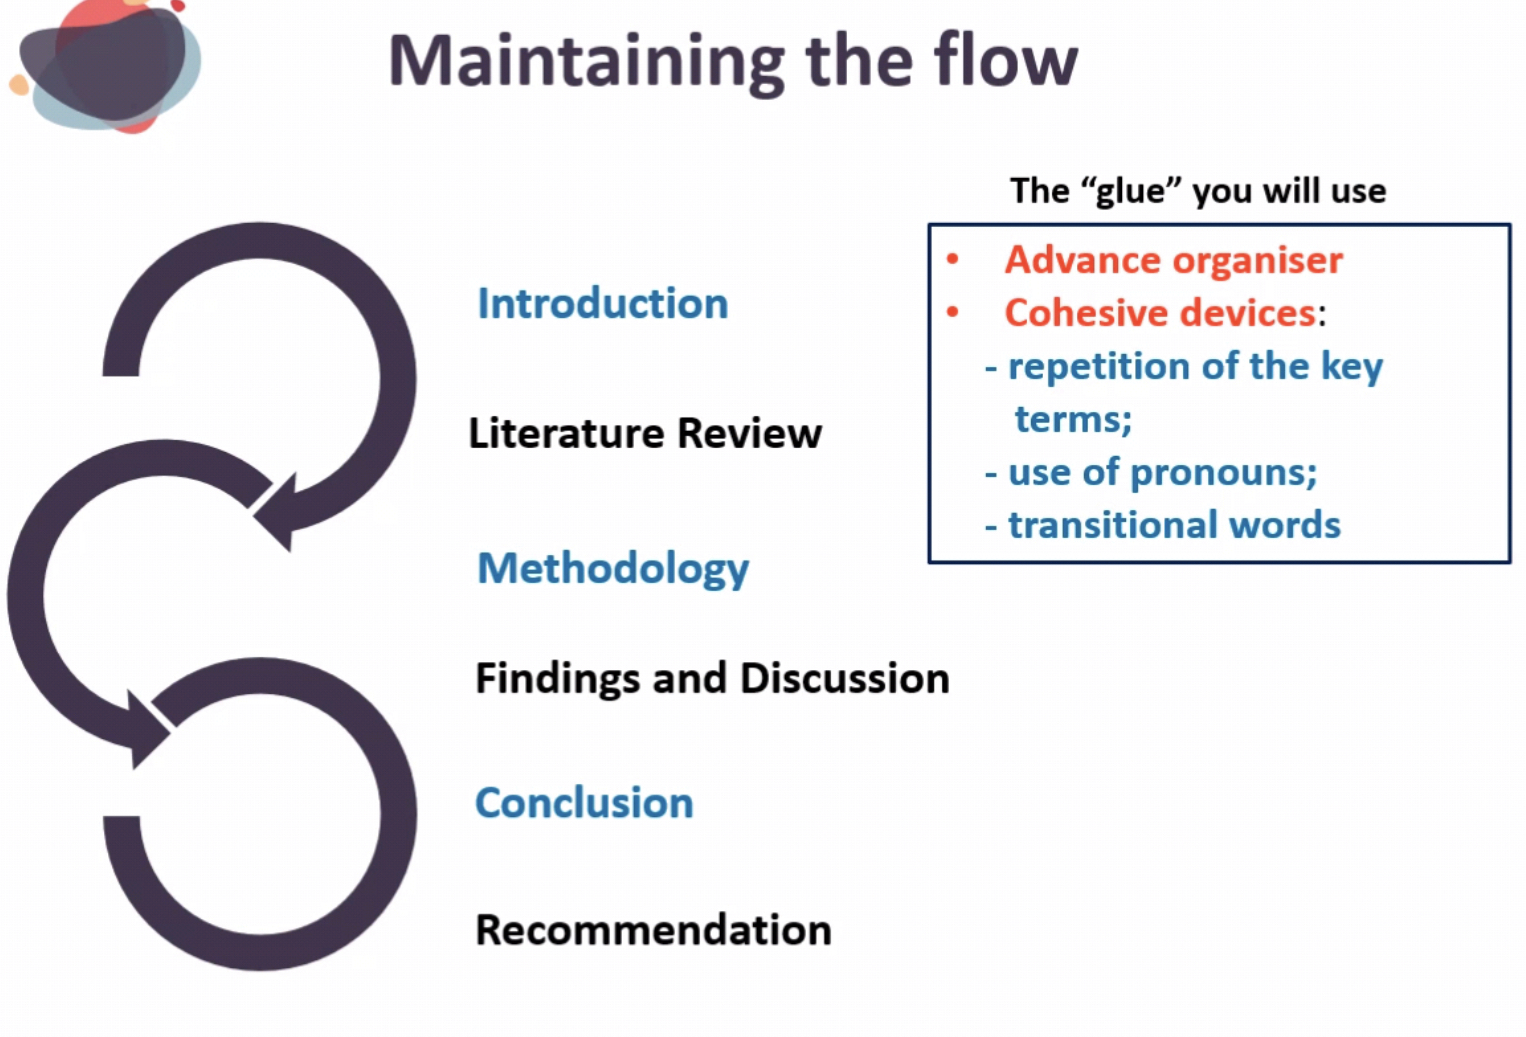 Maintaining the flow
Introduction
Literature Review
Methodology
Findings and Discussion
Conclusion
Recommendation
The “glue” you will use
• Advance organiser
• Cohesive devices:
- repetition of the key
terms;
- use of pronouns;
- transitional words